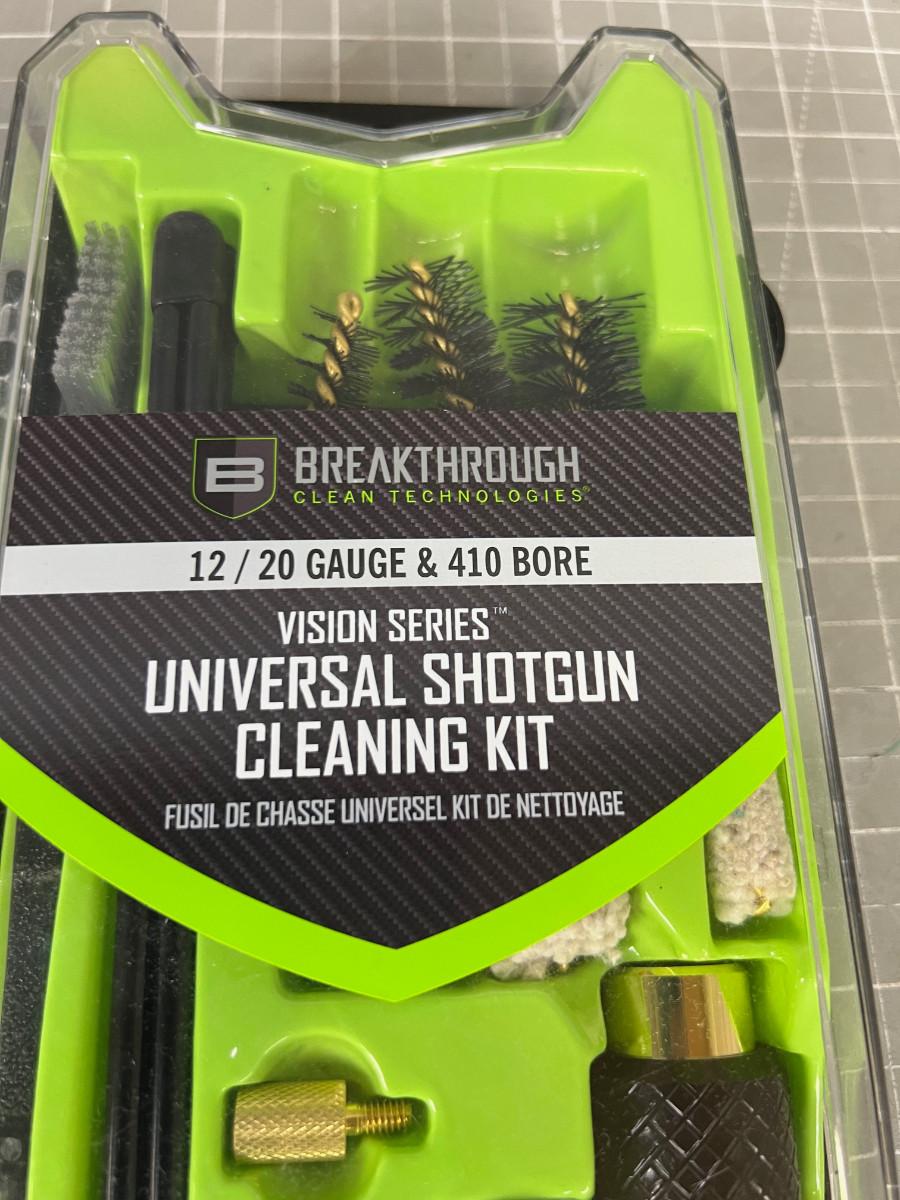 B BREAKTHROUGH
CLEAN TECHNOLOGIES®
12 / 20 GAUGE & 410 BORE
VISION SERIES™
UNIVERSAL SHOTGUN
CLEANING KIT
FUSIL DE CHASSE UNIVERSEL KIT DE NETTOYAGE